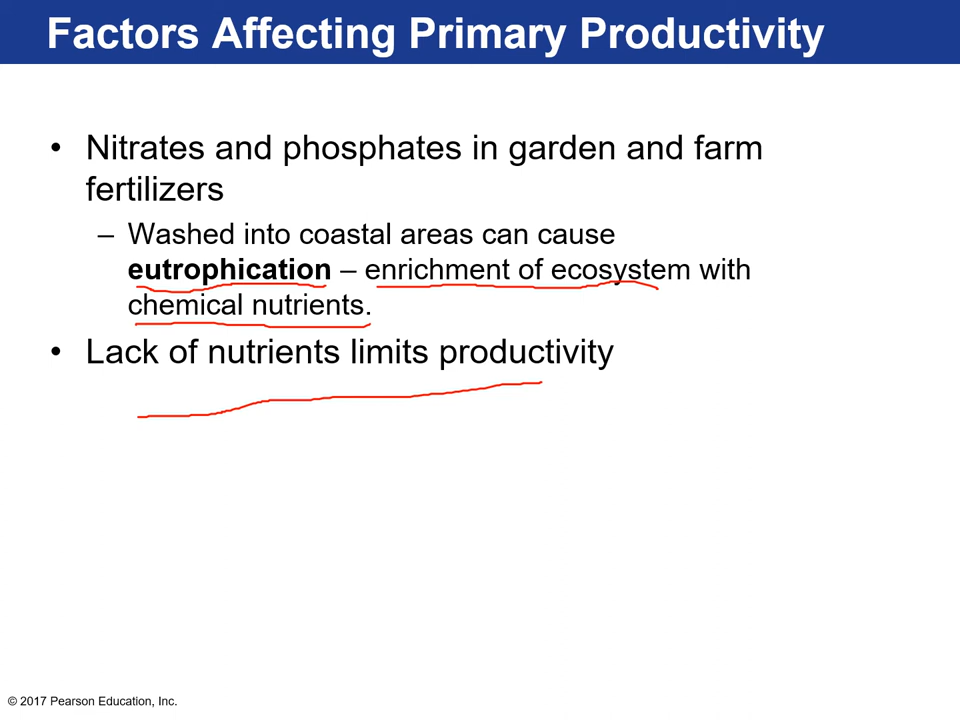 Factors Affecting Primary Productivity
• Nitrates and phosphates in garden and farm
fertilizers
– Washed into coastal areas can cause
eutrophication – enrichment of ecosystem with
chemical nutrients.
• Lack of nutrients limits productivity
© 2017 Pearson Education, Inc.